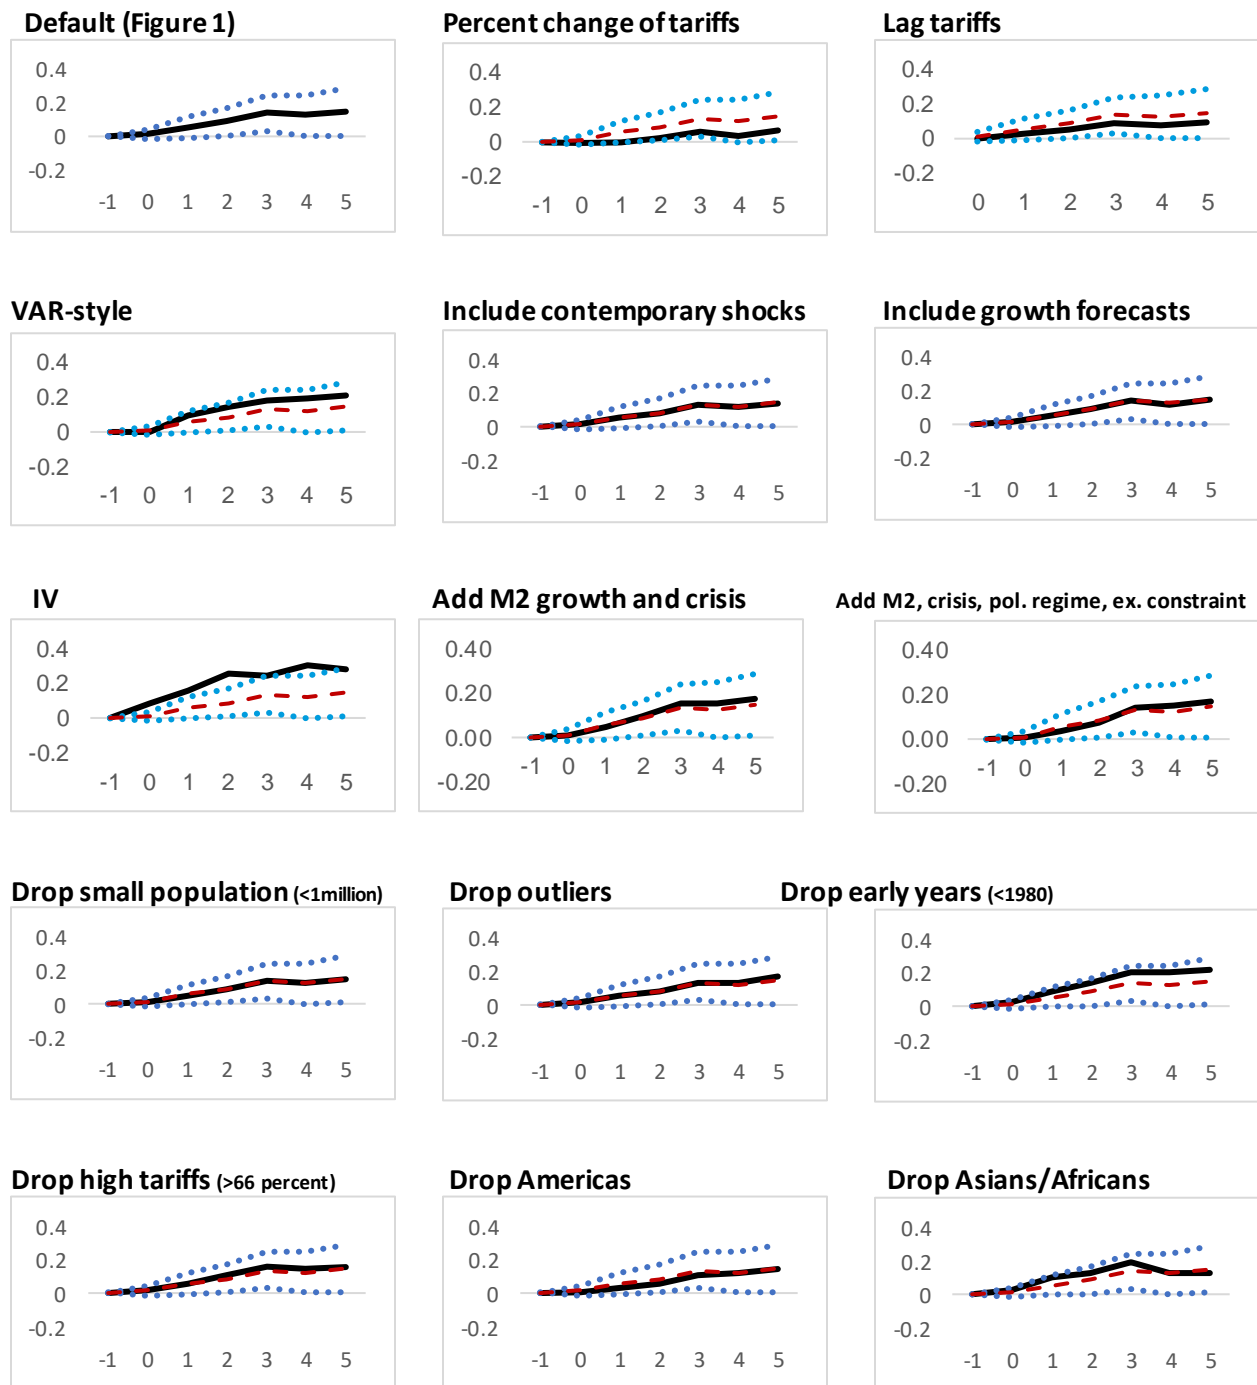 Default (Figure 1)
0.4
0.2
0
-0.2
-1 0 1 2 3 4 5
Percent change of tariffs
0.4
0.2
0
-0.2
-1 0 1 2 3 4 5
Lag tariffs
0.4
0.2
0
-0.2
0 1 2 3 4 5
VAR-style
0.4
0.2
0
-0.2
-1 0 1 2 3 4 5
Include contemporary shocks
0.4
0.2
0
-0.2
-1 0 1 2 3 4 5
Include growth forecasts
0.4
0.2
0
-0.2
-1 0 1 2 3 4 5
IV
0.4
0.2
0
-0.2
-1 0 1 2 3 4 5
Add M2 growth and crisis
0.40
0.20
0.00
-0.20
-1 0 1 2 3 4 5
Add M2, crisis, pol. regime, ex. constraint
0.40
0.20
0.00
-0.20
-1 0 1 2 3 4 5
Drop small population (<1million)
0.4
0.2
0
-0.2
-1 0 1 2 3 4 5
Drop outliers
0.4
0.2
0
-0.2
-1 0 1 2 3 4 5
Drop early years (<1980)
0.4
0.2
0
-0.2
-1 0 1 2 3 4 5
Drop high tariffs (>66 percent)
0.4
0.2
0
-0.2
-1 0 1 2 3 4 5
Drop Americas
0.4
0.2
0
-0.2
-1 0 1 2 3 4 5
Drop Asians/Africans
0.4
0.2
0
-0.2
-1 0 1 2 3 4 5